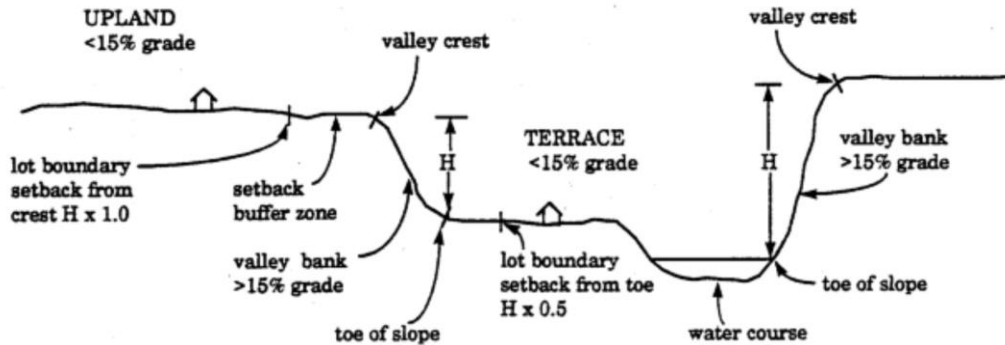 UPLAND
<15% grade
valley crest
valley crest
H
TERRACE
<15% grade
H
valley bank
>15% grade
lot boundary
setback from
crest H x 1.0
setback
buffer zone
valley bank
>15% grade
lot boundary
setback from toe
H x 0.5
toe of slope
toe of slope
water course